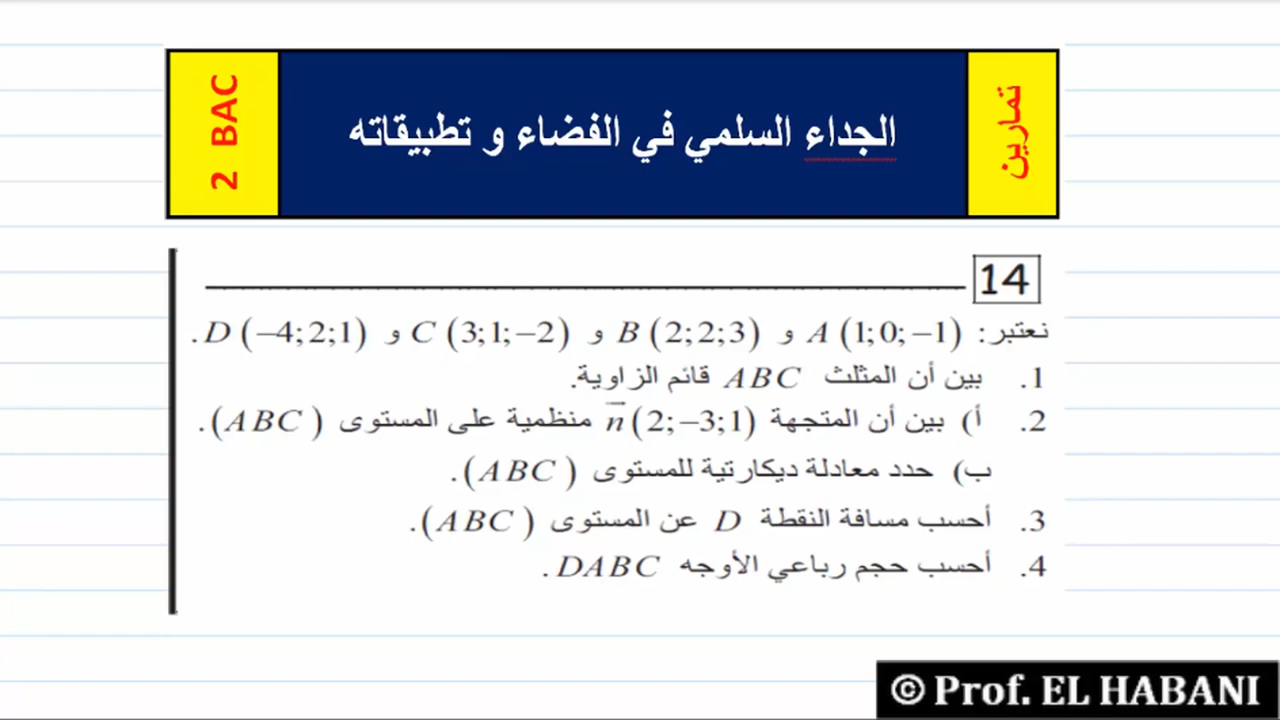 تمارين
الجداء السلمي في الفضاء و تطبيقاته
2 BAC
14
نعتبر: A (1;0;−1) و B (2;2;3) و C (3;1;−2) و D (−4;2;1).
1. بين أن المثلث ABC قائم الزاوية.
2. أ) بين أن المتجهة n⃗ (2;−3;1) منظمية على المستوى (ABC).
ب) حدد معادلة ديكارتية للمستوى (ABC).
3. أحسب مسافة النقطة D عن المستوى (ABC).
4. أحسب حجم رباعي الأوجه DABC.
© Prof. EL HABANI